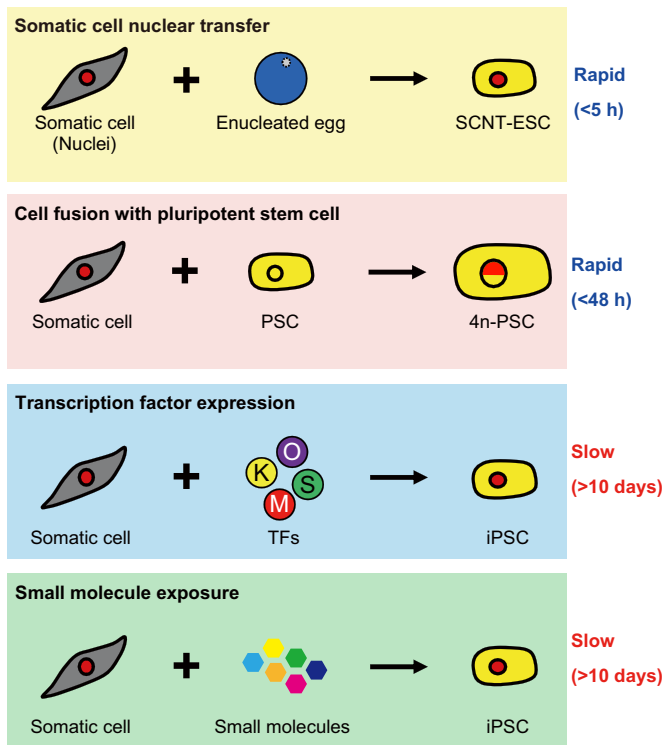 Somatic cell nuclear transfer
Somatic cell
(Nuclei)
Enucleated egg
SCNT-ESC
Rapid
(<5 h)
Cell fusion with pluripotent stem cell
Somatic cell
PSC
4n-PSC
Rapid
(<48 h)
Transcription factor expression
K
O
S
M
Somatic cell
TFs
iPSC
Slow
(>10 days)
Small molecule exposure
Somatic cell
Small molecules
iPSC
Slow
(>10 days)